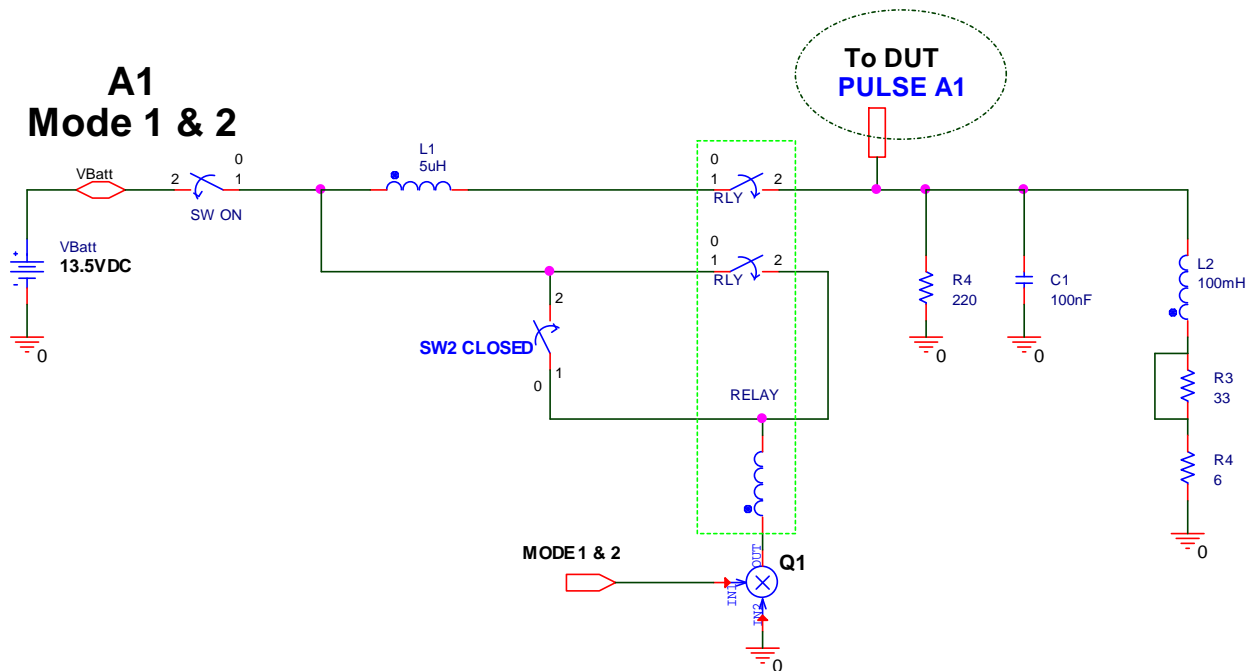 A1
Mode 1 & 2
To DUT
PULSE A1
VBatt
2
0
1
SW ON
L1
5uH
0
1
2
RLY
VBatt
13.5VDC
+
-
0
0
1
2
RLY
2
SW2 CLOSED
1
0
R4
220
0
C1
100nF
0
L2
100mH
R3
33
R4
6
0
RELAY
MODE 1 & 2
IN1
OUT
IN2
Q1
0